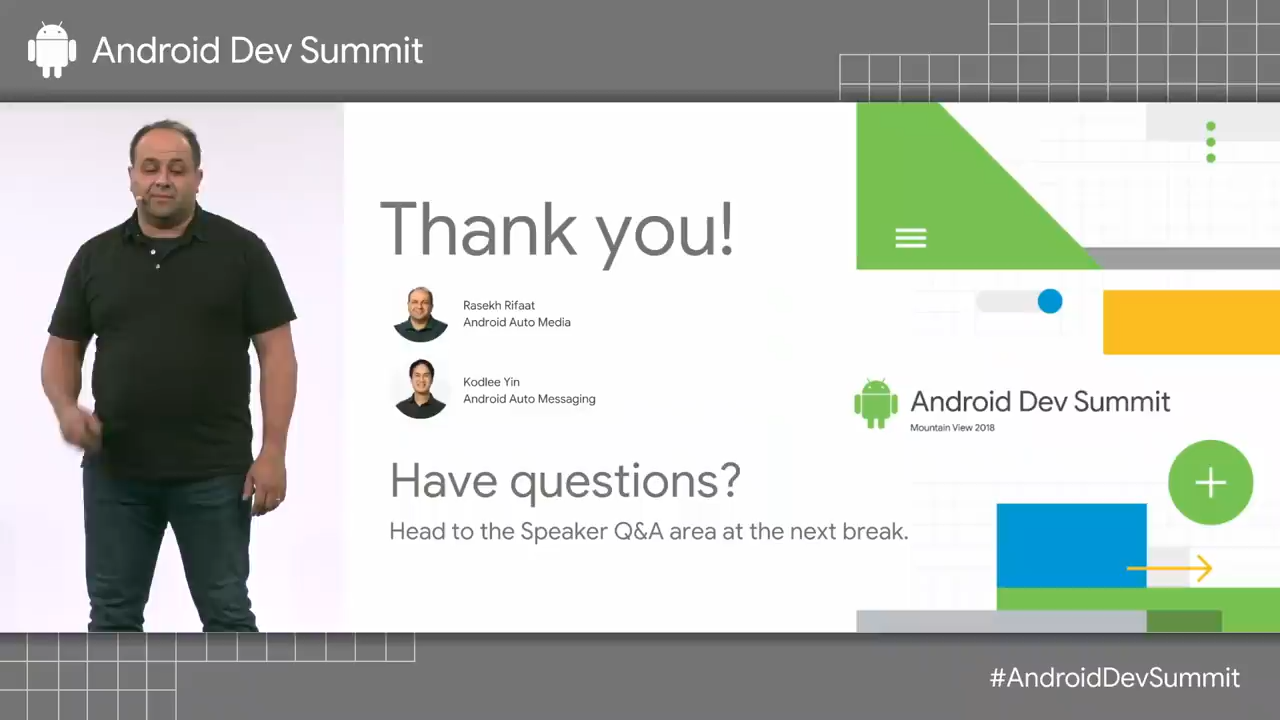 Android Dev Summit
Thank you!
Rasekh Rifaat
Android Auto Media
Kodlee Yin
Android Auto Messaging
Have questions?
Head to the Speaker Q&A area at the next break.
Android Dev Summit
Mountain View 2018
#AndroidDevSummit